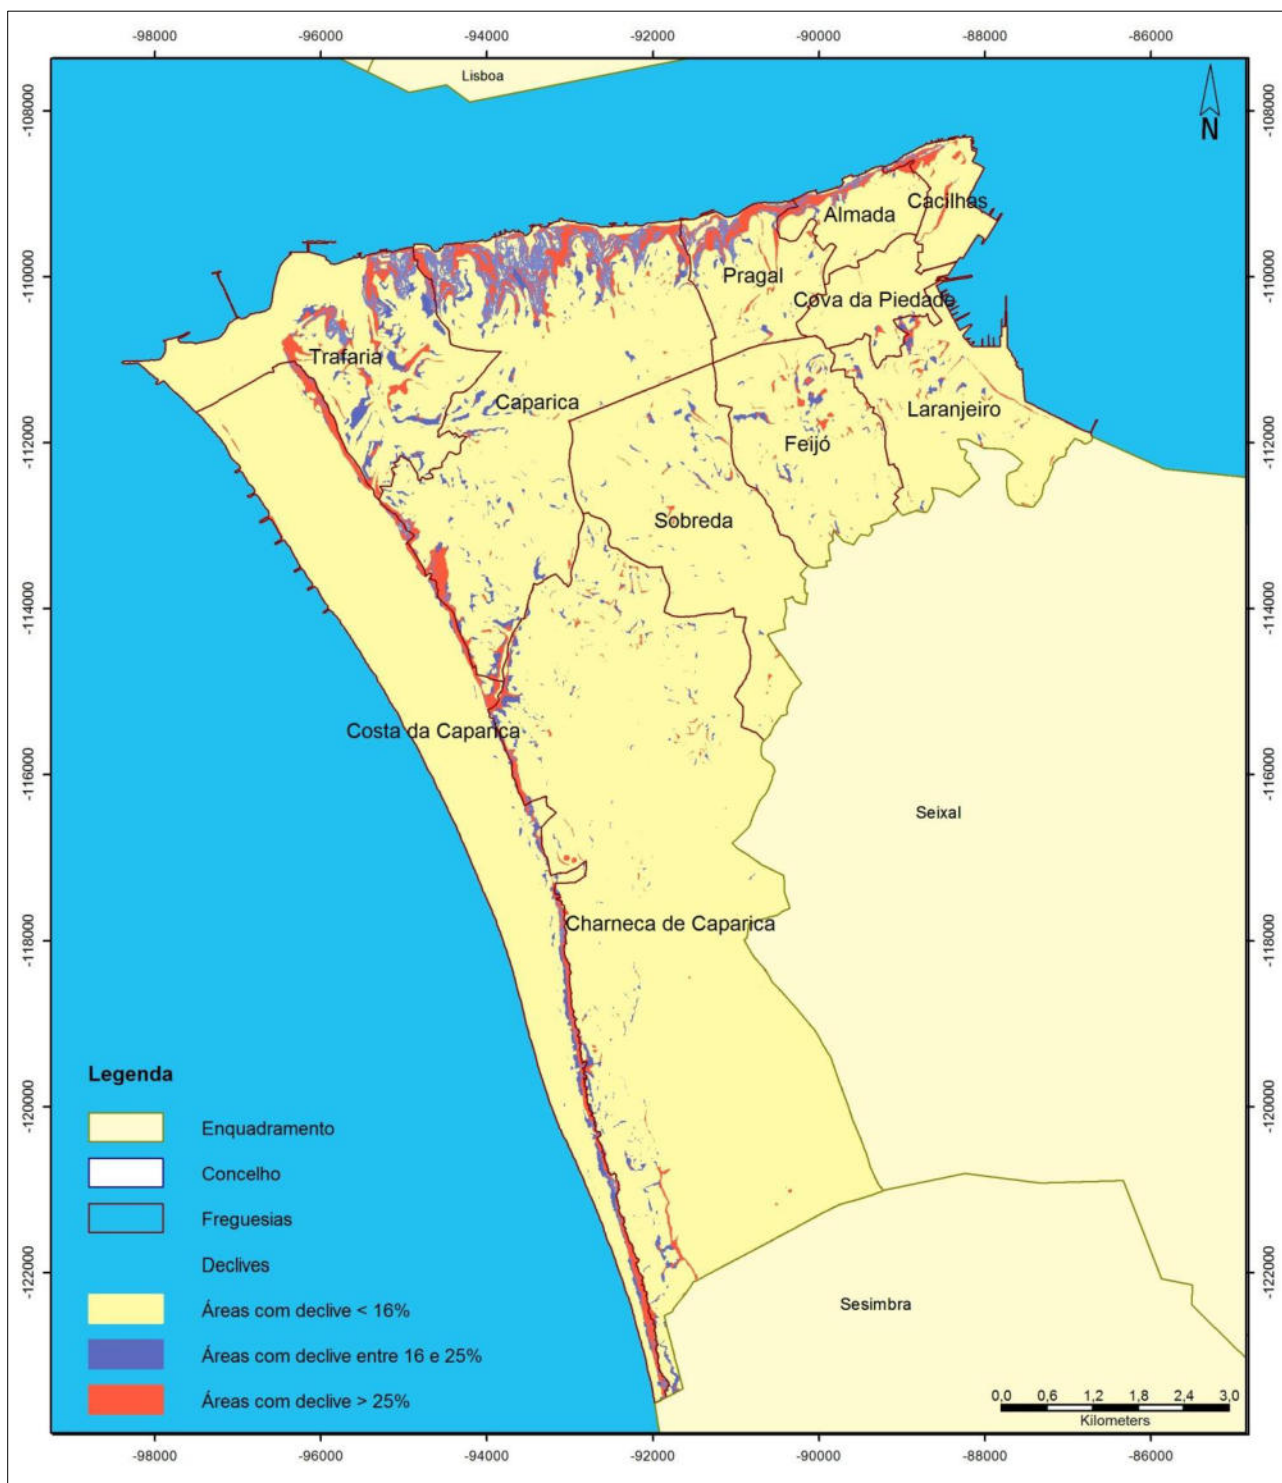 -98000 -96000 -94000 -92000 -90000 -88000 -86000
Lisboa
N
-108000 -108000
Cacilhas
Almada
-110000 -110000
Pragal
Cova da Piedade
Trafaria
Caparica
Laranjeiro
-112000 -112000
Feijó
Sobreda
-114000 -114000
Costa da Caparica
-116000 -116000
Seixal
Charneca de Caparica
-118000 -118000
Legenda
-120000 -120000
Enquadramento
Concelho
Freguesias
Declives
-122000 -122000
Sesimbra
Áreas com declive < 16%
Áreas com declive entre 16 e 25%
Áreas com declive > 25%
0,0 0,6 1,2 1,8 2,4 3,0
Kilometers
-98000 -96000 -94000 -92000 -90000 -88000 -86000